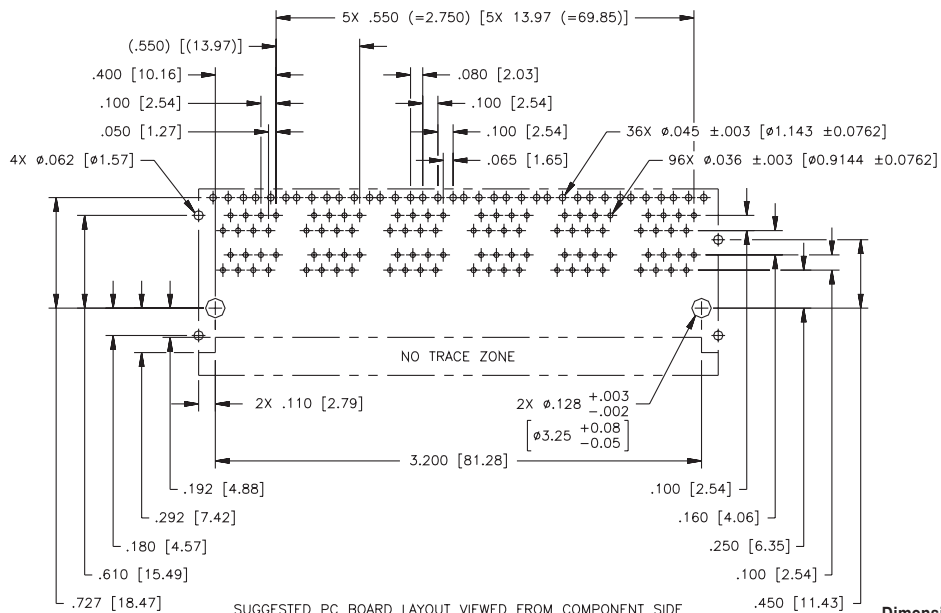 5X .550 (=2.750) [5X 13.97 (=69.85)]
(.550) [(13.97)]
.400 [10.16]
.080 [2.03]
.100 [2.54]
.100 [2.54]
.050 [1.27]
.100 [2.54]
36X ø.045 ±.003 [ø1.143 ±0.0762]
4X ø.062 [ø1.57]
.065 [1.65]
96X ø.036 ±.003 [ø0.9144 ±0.0762]
NO TRACE ZONE
2X .110 [2.79]
2X ø.128 +.003 -.002
[ø3.25 +0.08 -0.05]
3.200 [81.28]
.192 [4.88]
.100 [2.54]
.292 [7.42]
.160 [4.06]
.180 [4.57]
.250 [6.35]
.610 [15.49]
.100 [2.54]
.727 [18.47]
.450 [11.43]
SUGGESTED PC BOARD LAYOUT VIEWED FROM COMPONENT SIDE